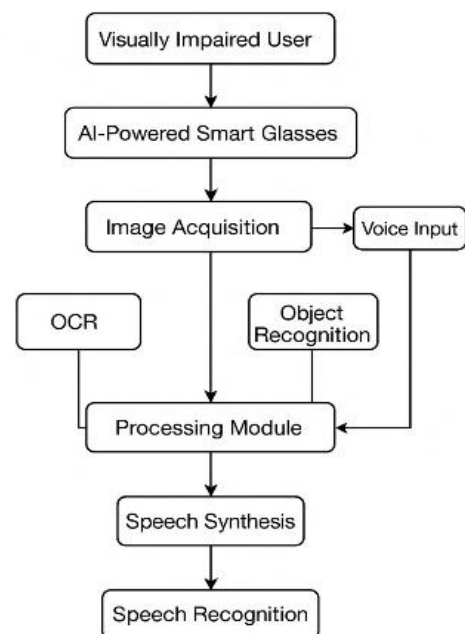 Visually Impaired User
AI-Powered Smart Glasses
Image Acquisition
Voice Input
OCR
Object
Recognition
Processing Module
Speech Synthesis
Speech Recognition